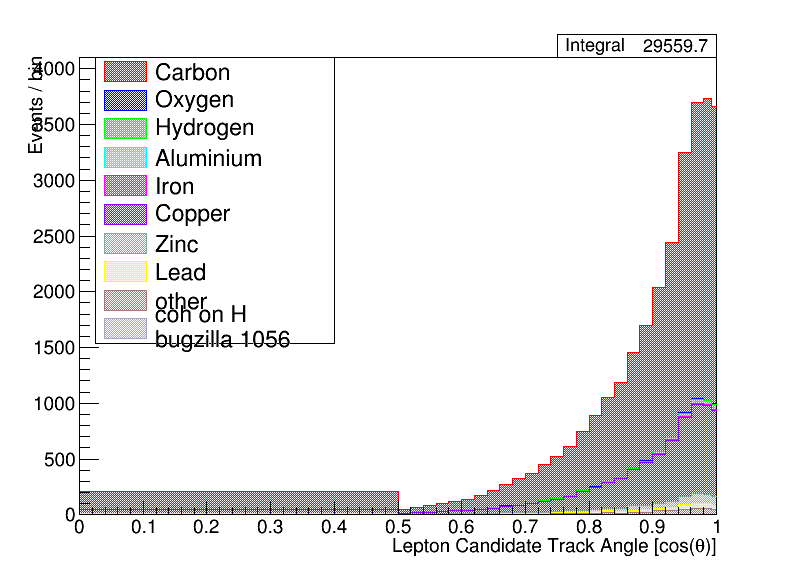 Integral 29559.7
Events / bin
4000
3500
3000
2500
2000
1500
1000
500
0
Carbon
Oxygen
Hydrogen
Aluminium
Iron
Copper
Zinc
Lead
other
coh on H
bugzilla 1056
0 0.1 0.2 0.3 0.4 0.5 0.6 0.7 0.8 0.9 1
Lepton Candidate Track Angle [cos(θ)]